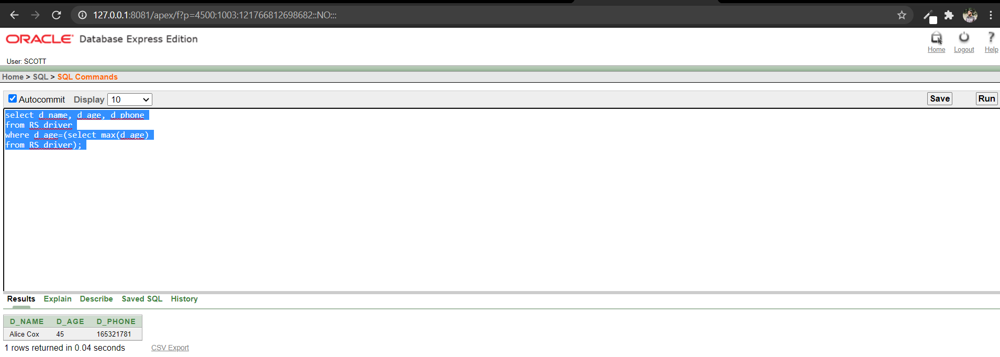 127.0.0.1:8081/apex/f?p=4500:1003:121766812698682::NO:::
ORACLE Database Express Edition
Home Logout Help
User: SCOTT
Home > SQL > SQL Commands
Autocommit Display 10 Save Run
select d_name, d_age, d_phone
from RS_driver
where d_age=(select max(d_age)
from RS_driver);
Results Explain Describe Saved SQL History
D_NAME D_AGE D_PHONE
Alice Cox 45 165321781
1 rows returned in 0.04 seconds CSV Export